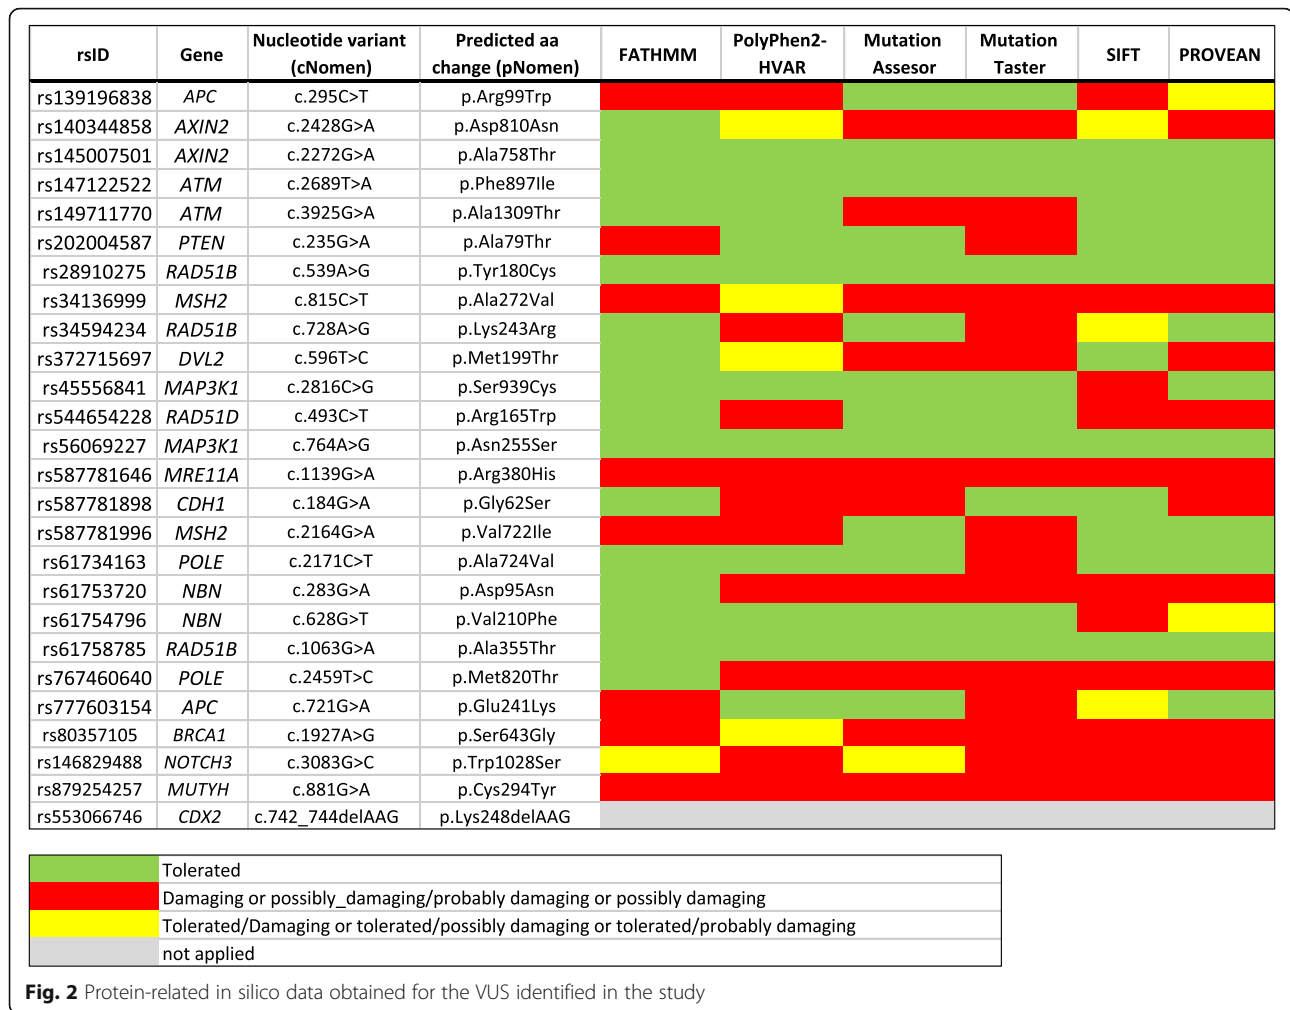 rsID Gene Nucleotide variant (cNomen) Predicted aa change (pNomen) FATHMM PolyPhen2-HVAR Mutation Assesor Mutation Taster SIFT PROVEAN
rs139196838 APC c.295C>T p.Arg99Trp
rs140344858 AXIN2 c.2428G>A p.Asp810Asn
rs145007501 AXIN2 c.2272G>A p.Ala758Thr
rs147122522 ATM c.2689T>A p.Phe897Ile
rs149711770 ATM c.3925G>A p.Ala1309Thr
rs202004587 PTEN c.235G>A p.Ala79Thr
rs28910275 RAD51B c.539A>G p.Tyr180Cys
rs34136999 MSH2 c.815C>T p.Ala272Val
rs34594234 RAD51B c.728A>G p.Lys243Arg
rs372715697 DVL2 c.596T>C p.Met199Thr
rs45556841 MAP3K1 c.2816C>G p.Ser939Cys
rs544654228 RAD51D c.493C>T p.Arg165Trp
rs56069227 MAP3K1 c.764A>G p.Asn255Ser
rs587781646 MRE11A c.1139G>A p.Arg380His
rs587781898 CDH1 c.184G>A p.Gly62Ser
rs587781996 MSH2 c.2164G>A p.Val722Ile
rs61734163 POLE c.2171C>T p.Ala724Val
rs61753720 NBN c.283G>A p.Asp95Asn
rs61754796 NBN c.628G>T p.Val210Phe
rs61758785 RAD51B c.1063G>A p.Ala355Thr
rs767460640 POLE c.2459T>C p.Met820Thr
rs777603154 APC c.721G>A p.Glu241Lys
rs80357105 BRCA1 c.1927A>G p.Ser643Gly
rs146829488 NOTCH3 c.3083G>C p.Trp1028Ser
rs879254257 MUTYH c.881G>A p.Cys294Tyr
rs553066746 CDX2 c.742_744delAAG p.Lys248delAAG
Tolerated
Damaging or possibly_damaging/probably damaging or possibly damaging
Tolerated/Damaging or tolerated/possibly damaging or tolerated/probably damaging
not applied
Fig. 2 Protein-related in silico data obtained for the VUS identified in the study